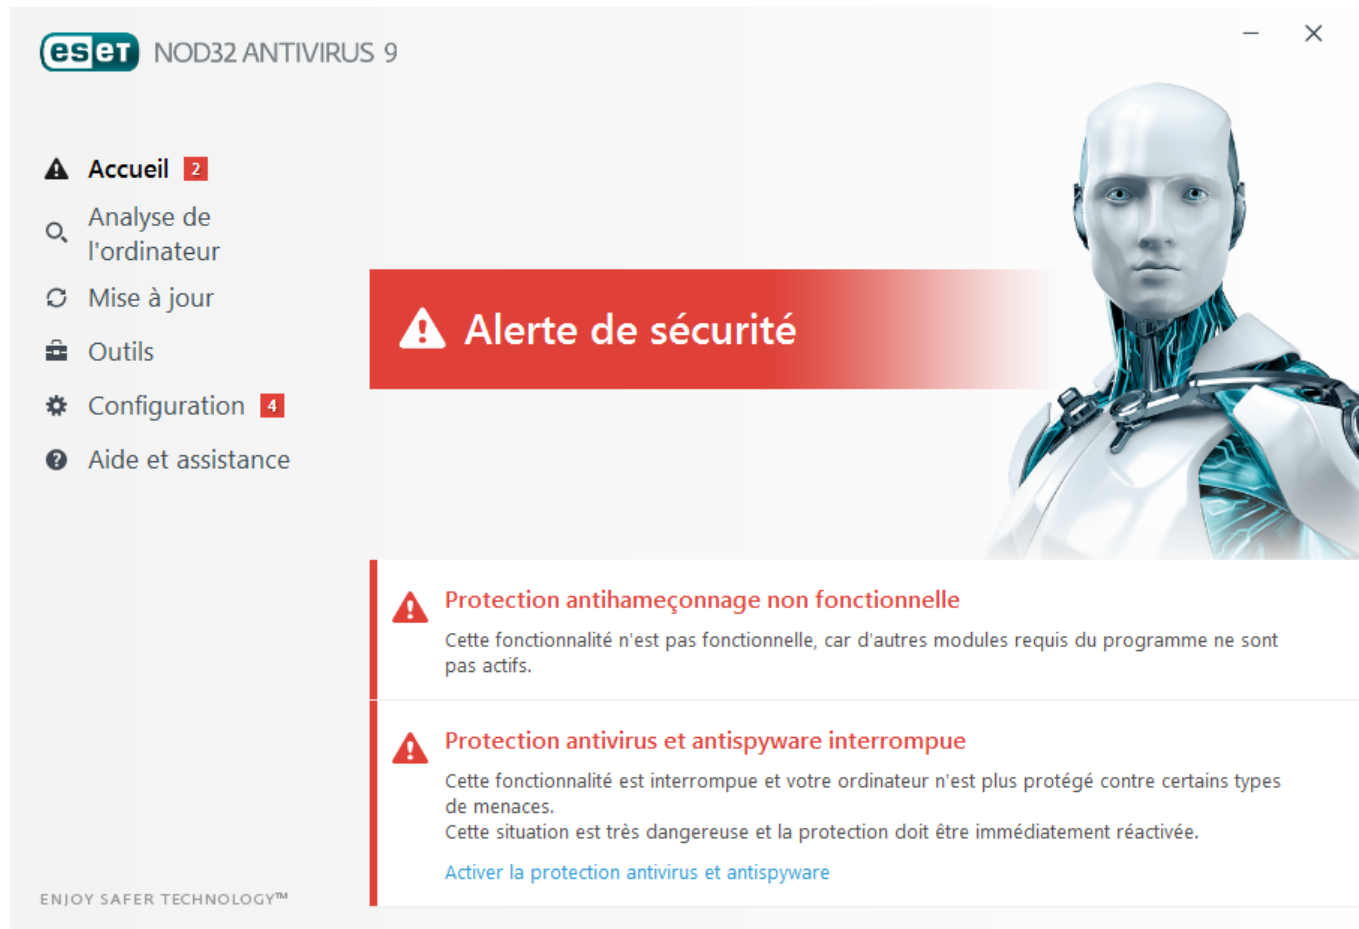 eset NOD32 ANTIVIRUS 9
Accueil 2
Analyse de
l'ordinateur
Mise à jour
Outils
Configuration 4
Aide et assistance
Alerte de sécurité
Protection antihameçonnage non fonctionnelle
Cette fonctionnalité n'est pas fonctionnelle, car d'autres modules requis du programme ne sont
pas actifs.
Protection antivirus et antispyware interrompue
Cette fonctionnalité est interrompue et votre ordinateur n'est plus protégé contre certains types
de menaces.
Cette situation est très dangereuse et la protection doit être immédiatement réactivée.
Activer la protection antivirus et antispyware
ENJOY SAFER TECHNOLOGY™